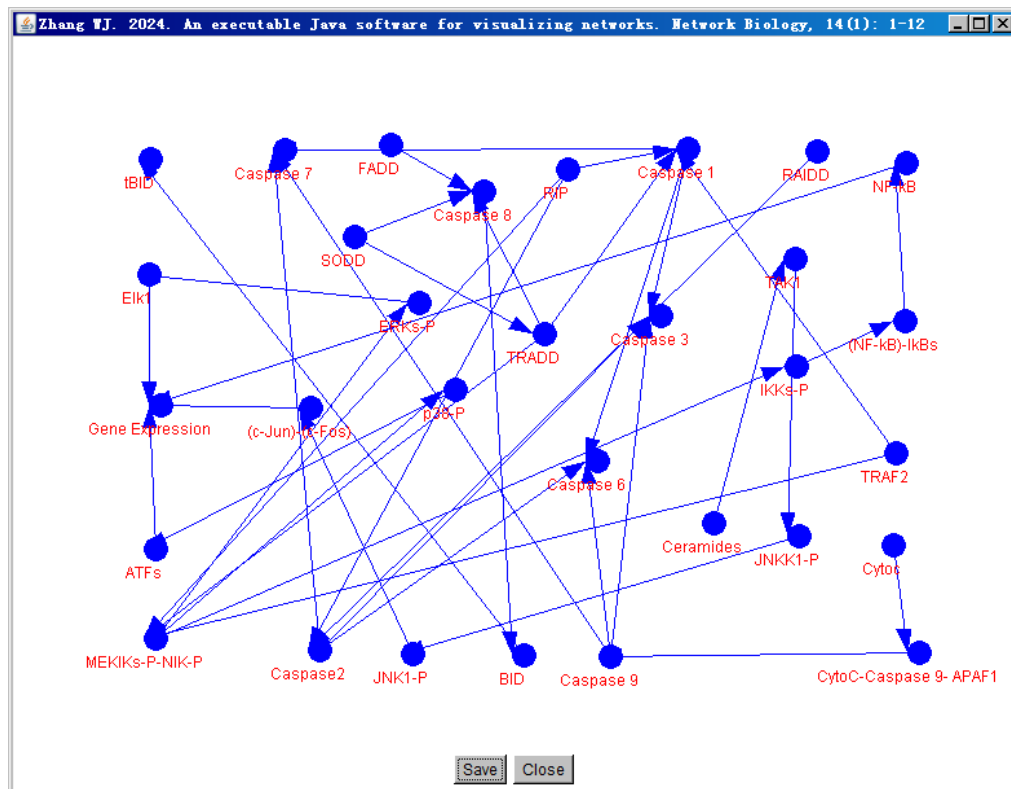 Zhang WJ. 2024. An executable Java software for visualizing networks. Network Biology, 14(1): 1-12
tBID
Caspase 7
FADD
Caspase 8
RIP
Caspase 1
RAIDD
NF-kB
SODD
Elk1
ERKs-P
TRADD
Caspase 3
TAK1
(NF-kB)-IkBs
IKKs-P
Gene Expression
(c-Jun)-(c-Fos)
p38-P
Caspase 6
TRAF2
ATFs
Ceramides
JNKK1-P
Cytoc
MEKIKs-P-NIK-P
Caspase2
JNK1-P
BID
Caspase 9
CytoC-Caspase 9- APAF1
Save
Close